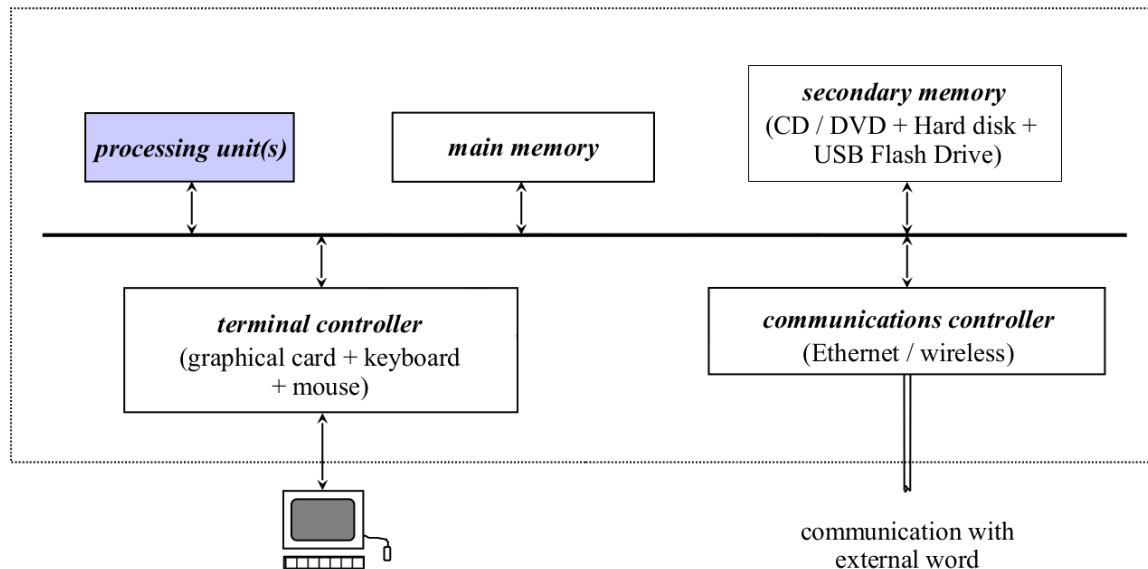 processing unit(s)
main memory
secondary memory
(CD / DVD + Hard disk +
USB Flash Drive)
terminal controller
(graphical card + keyboard
+ mouse)
communications controller
(Ethernet / wireless)
communication with
external word